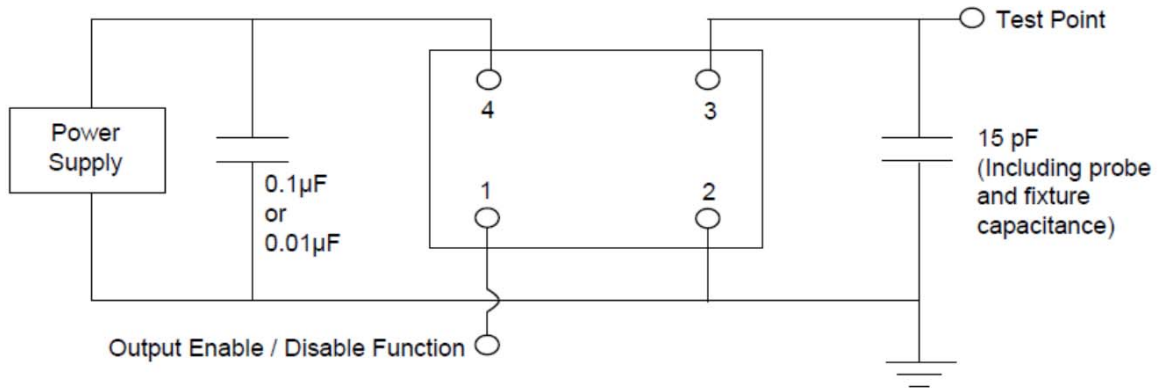 Test Point
Power
Supply
0.1µF
or
0.01µF
4
3
1
2
15 pF
(Including probe
and fixture
capacitance)
Output Enable / Disable Function